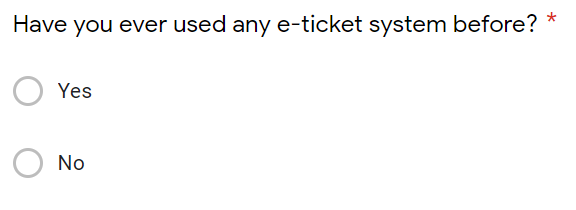 Have you ever used any e-ticket system before? *
Yes
No